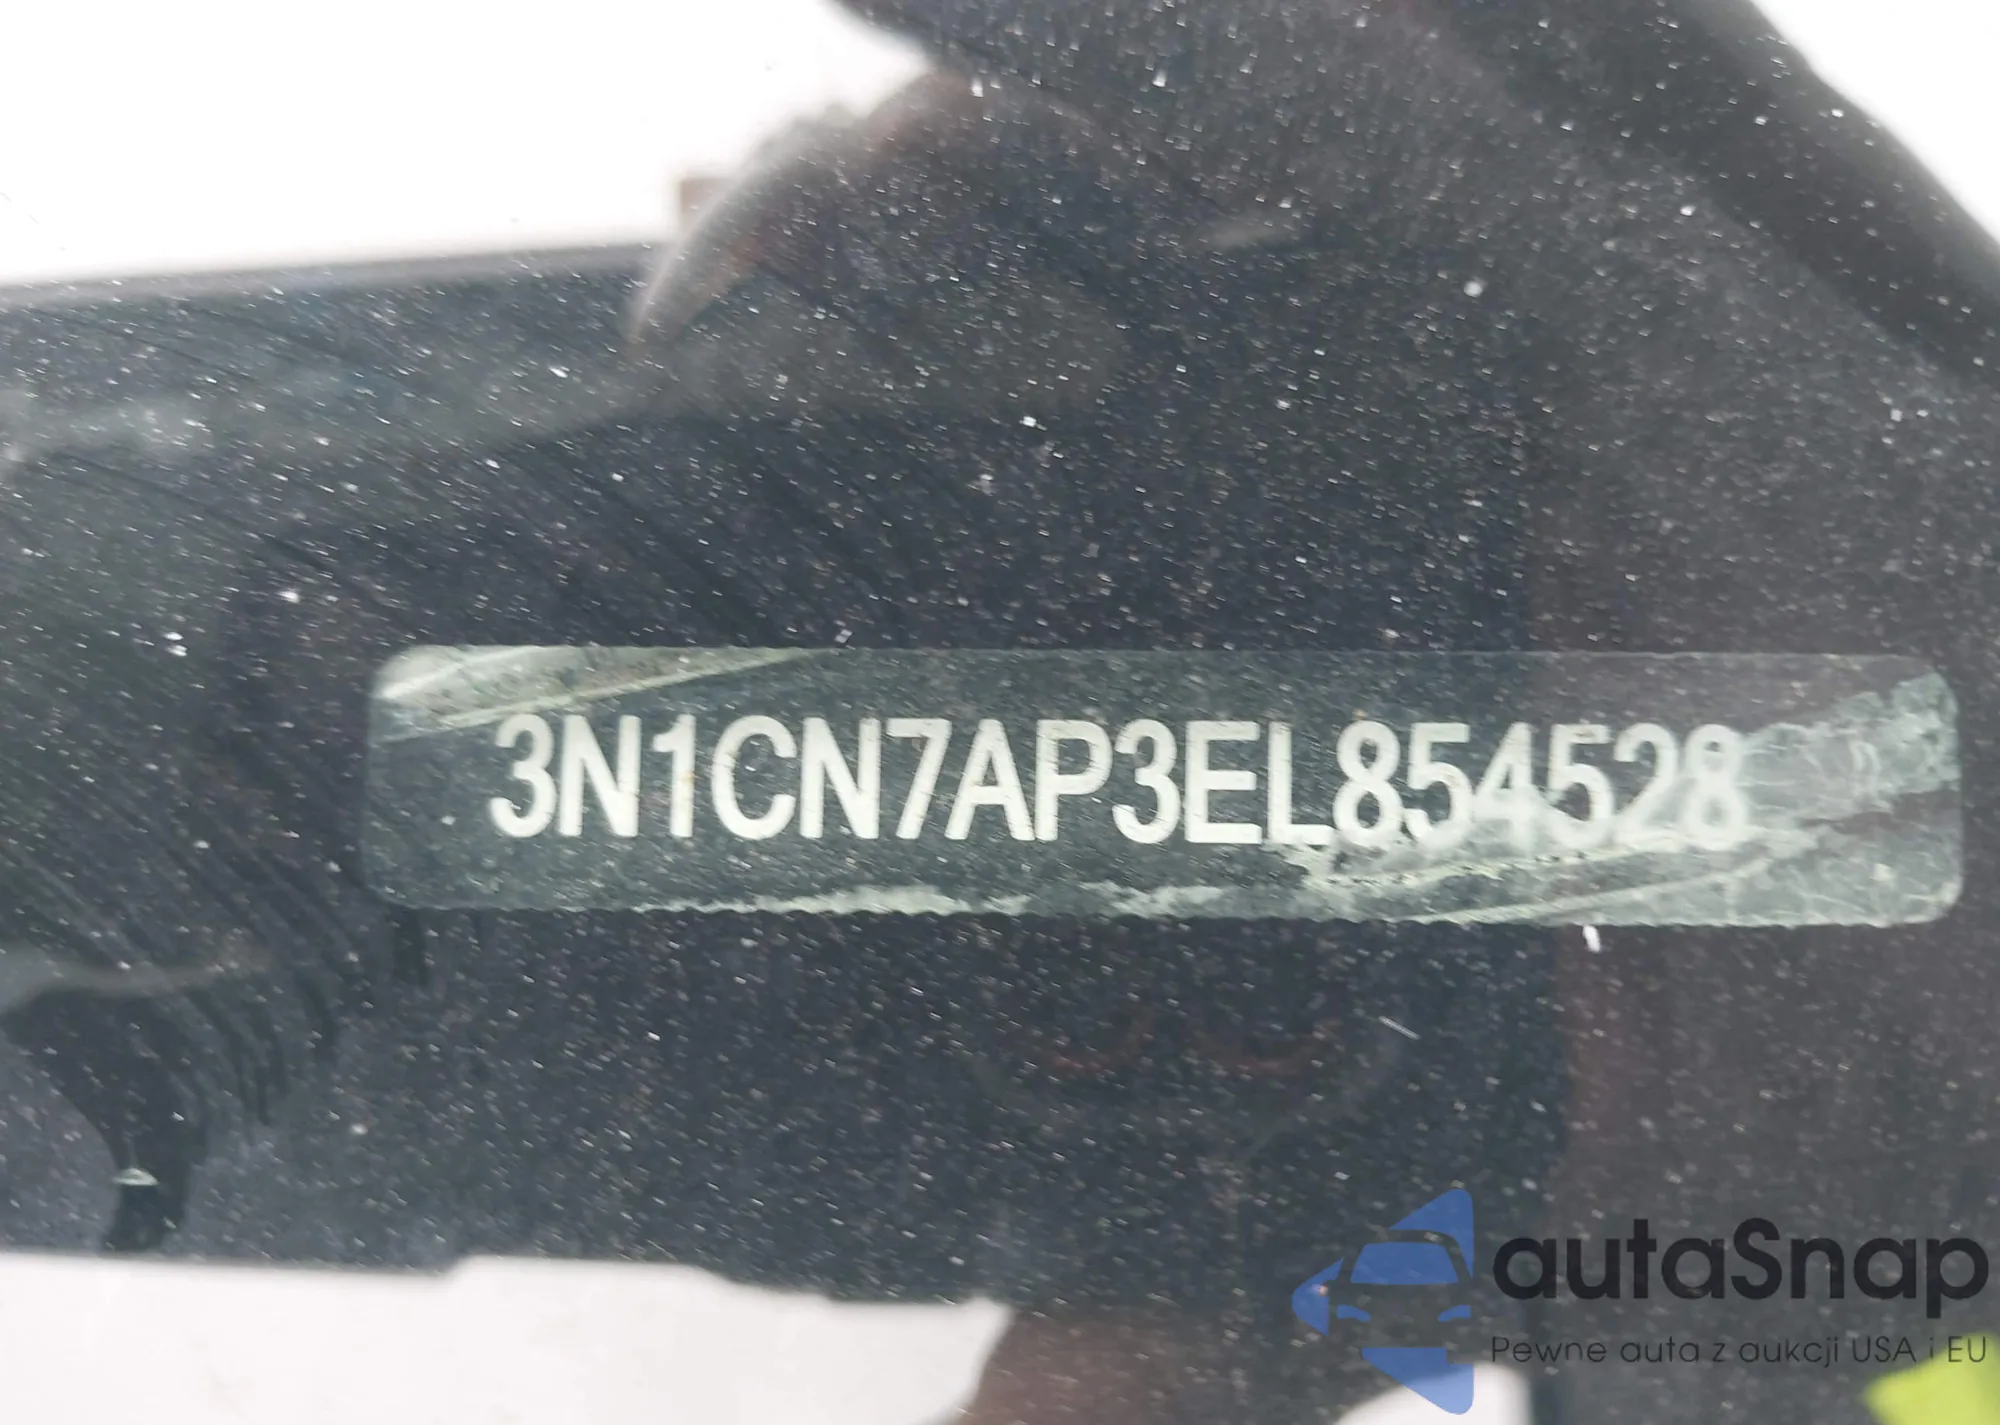 3N1CN7AP3EL854528
autaSnap
Pewne auta z aukcji USA i EU